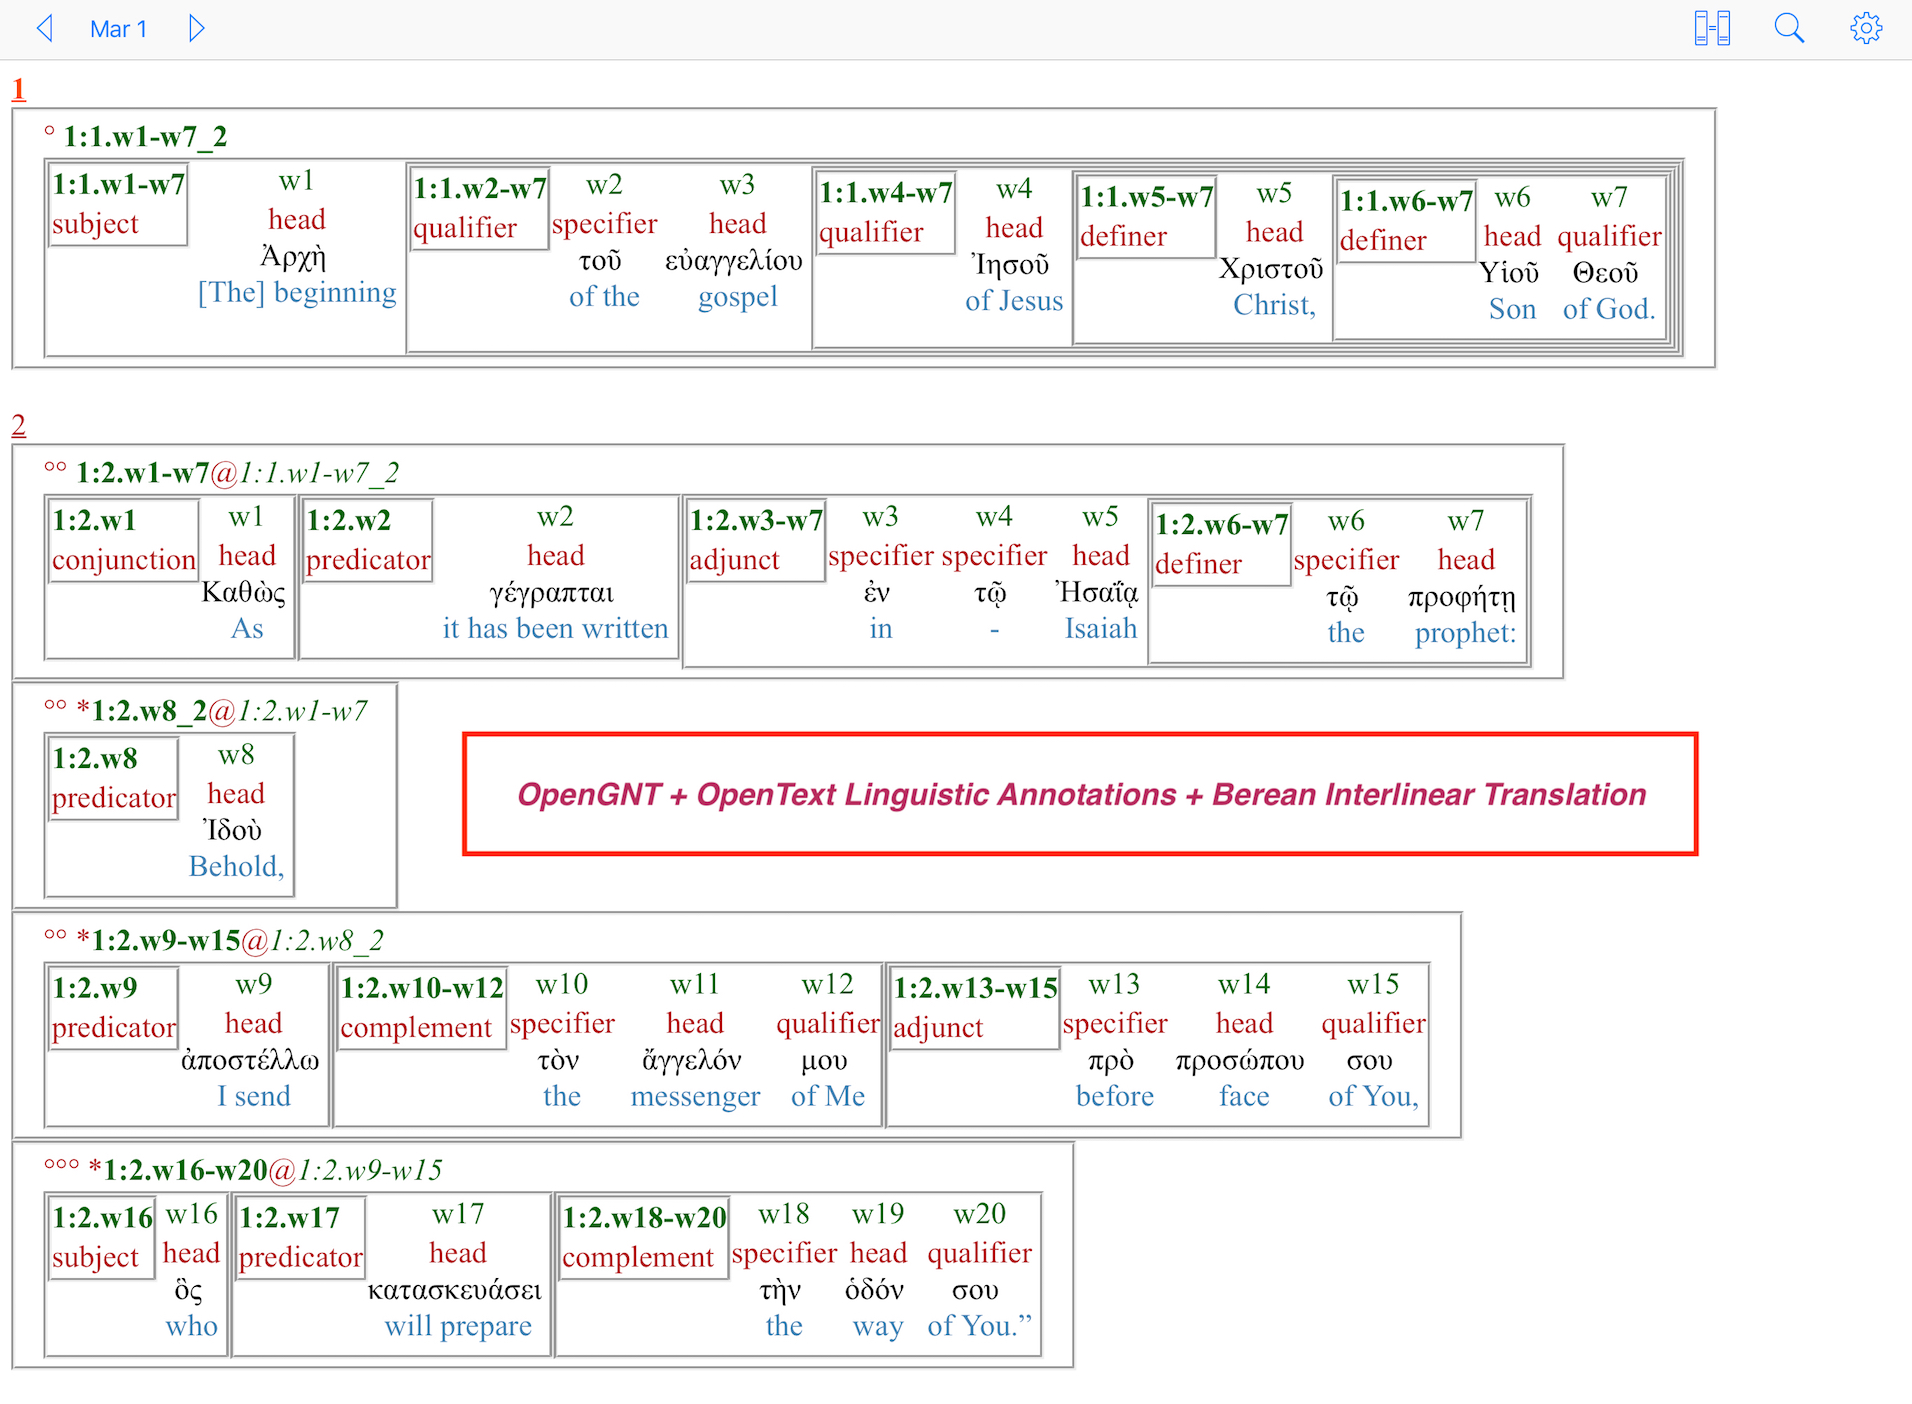 Mar 1
1
° 1:1.w1-w7_2
1:1.w1-w7 w1 1:1.w2-w7 w2 w3 1:1.w4-w7 w4 1:1.w5-w7 w5 1:1.w6-w7 w6 w7
subject head qualifier specifier head qualifier head definer head definer head qualifier
Ἀρχὴ τοῦ εὐαγγελίου Ἰησοῦ Χριστοῦ Υἱοῦ Θεοῦ
[The] beginning of the gospel of Jesus Christ, Son of God.
2
°° 1:2.w1-w7@1:1.w1-w7_2
1:2.w1 w1 1:2.w2 w2 1:2.w3-w7 w3 w4 w5 1:2.w6-w7 w6 w7
conjunction head predicator head adjunct specifier specifier head definer specifier head
Καθὼς γέγραπται ἐν τῷ Ἠσαΐᾳ τῷ προφήτῃ
As it has been written in - Isaiah the prophet:
°° *1:2.w8_2@1:2.w1-w7
1:2.w8 w8
predicator head
Ἰδοὺ
Behold,
OpenGNT + OpenText Linguistic Annotations + Berean Interlinear Translation
°° *1:2.w9-w15@1:2.w8_2
1:2.w9 w9 1:2.w10-w12 w10 w11 w12 1:2.w13-w15 w13 w14 w15
predicator head complement specifier head qualifier adjunct specifier head qualifier
ἀποστέλλω τὸν ἄγγελόν μου πρὸ προσώπου σου
I send the messenger of Me before face of You,
°°° *1:2.w16-w20@1:2.w9-w15
1:2.w16 w16 1:2.w17 w17 1:2.w18-w20 w18 w19 w20
subject head predicator head complement specifier head qualifier
ὃς κατασκευάσει τὴν ὁδόν σου
who will prepare the way of You.”